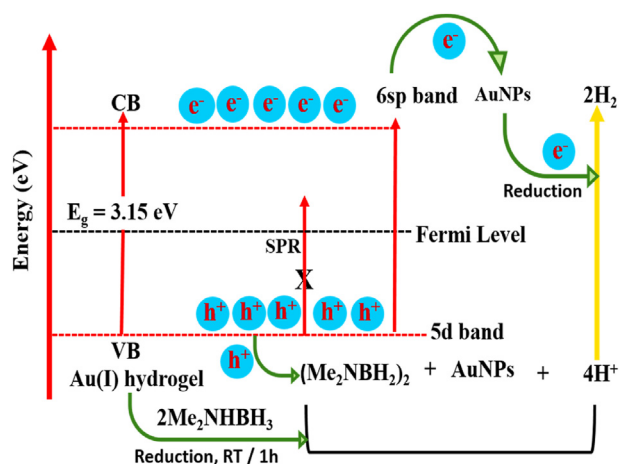 Energy (eV)
CB
e⁻ e⁻ e⁻ e⁻ e⁻
6sp band
e⁻
AuNPs
2H₂
e⁻
Reduction
E_g = 3.15 eV
Fermi Level
SPR
X
h⁺ h⁺ h⁺ h⁺ h⁺
5d band
VB
Au(I) hydrogel
h⁺
(Me₂NBH₂)₂ + AuNPs + 4H⁺
2Me₂NHBH₃
Reduction, RT / 1h